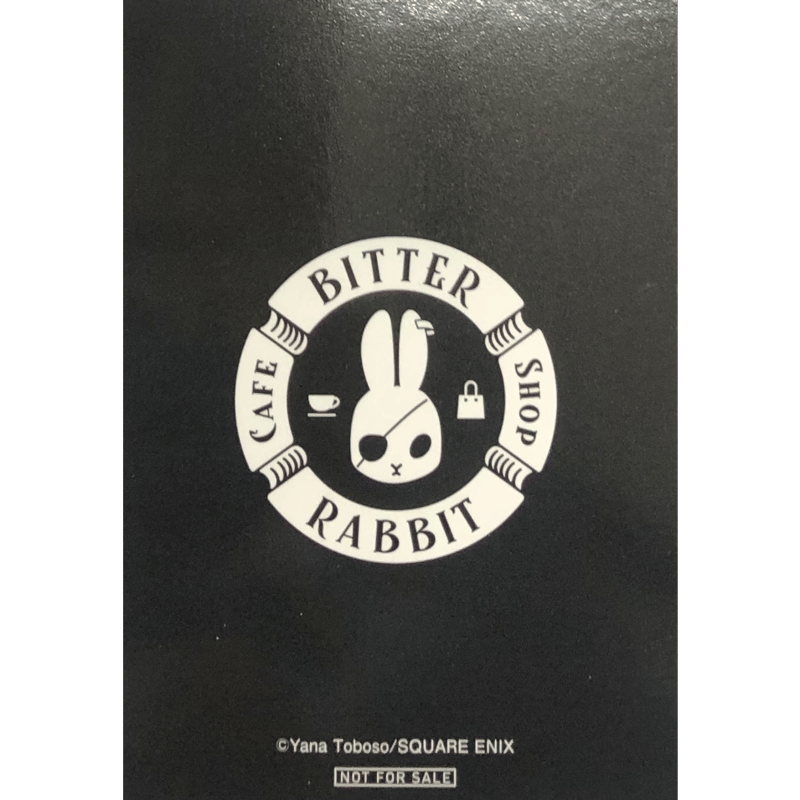 BITTER
CAFE
SHOP
RABBIT
©Yana Toboso/SQUARE ENIX
NOT FOR SALE